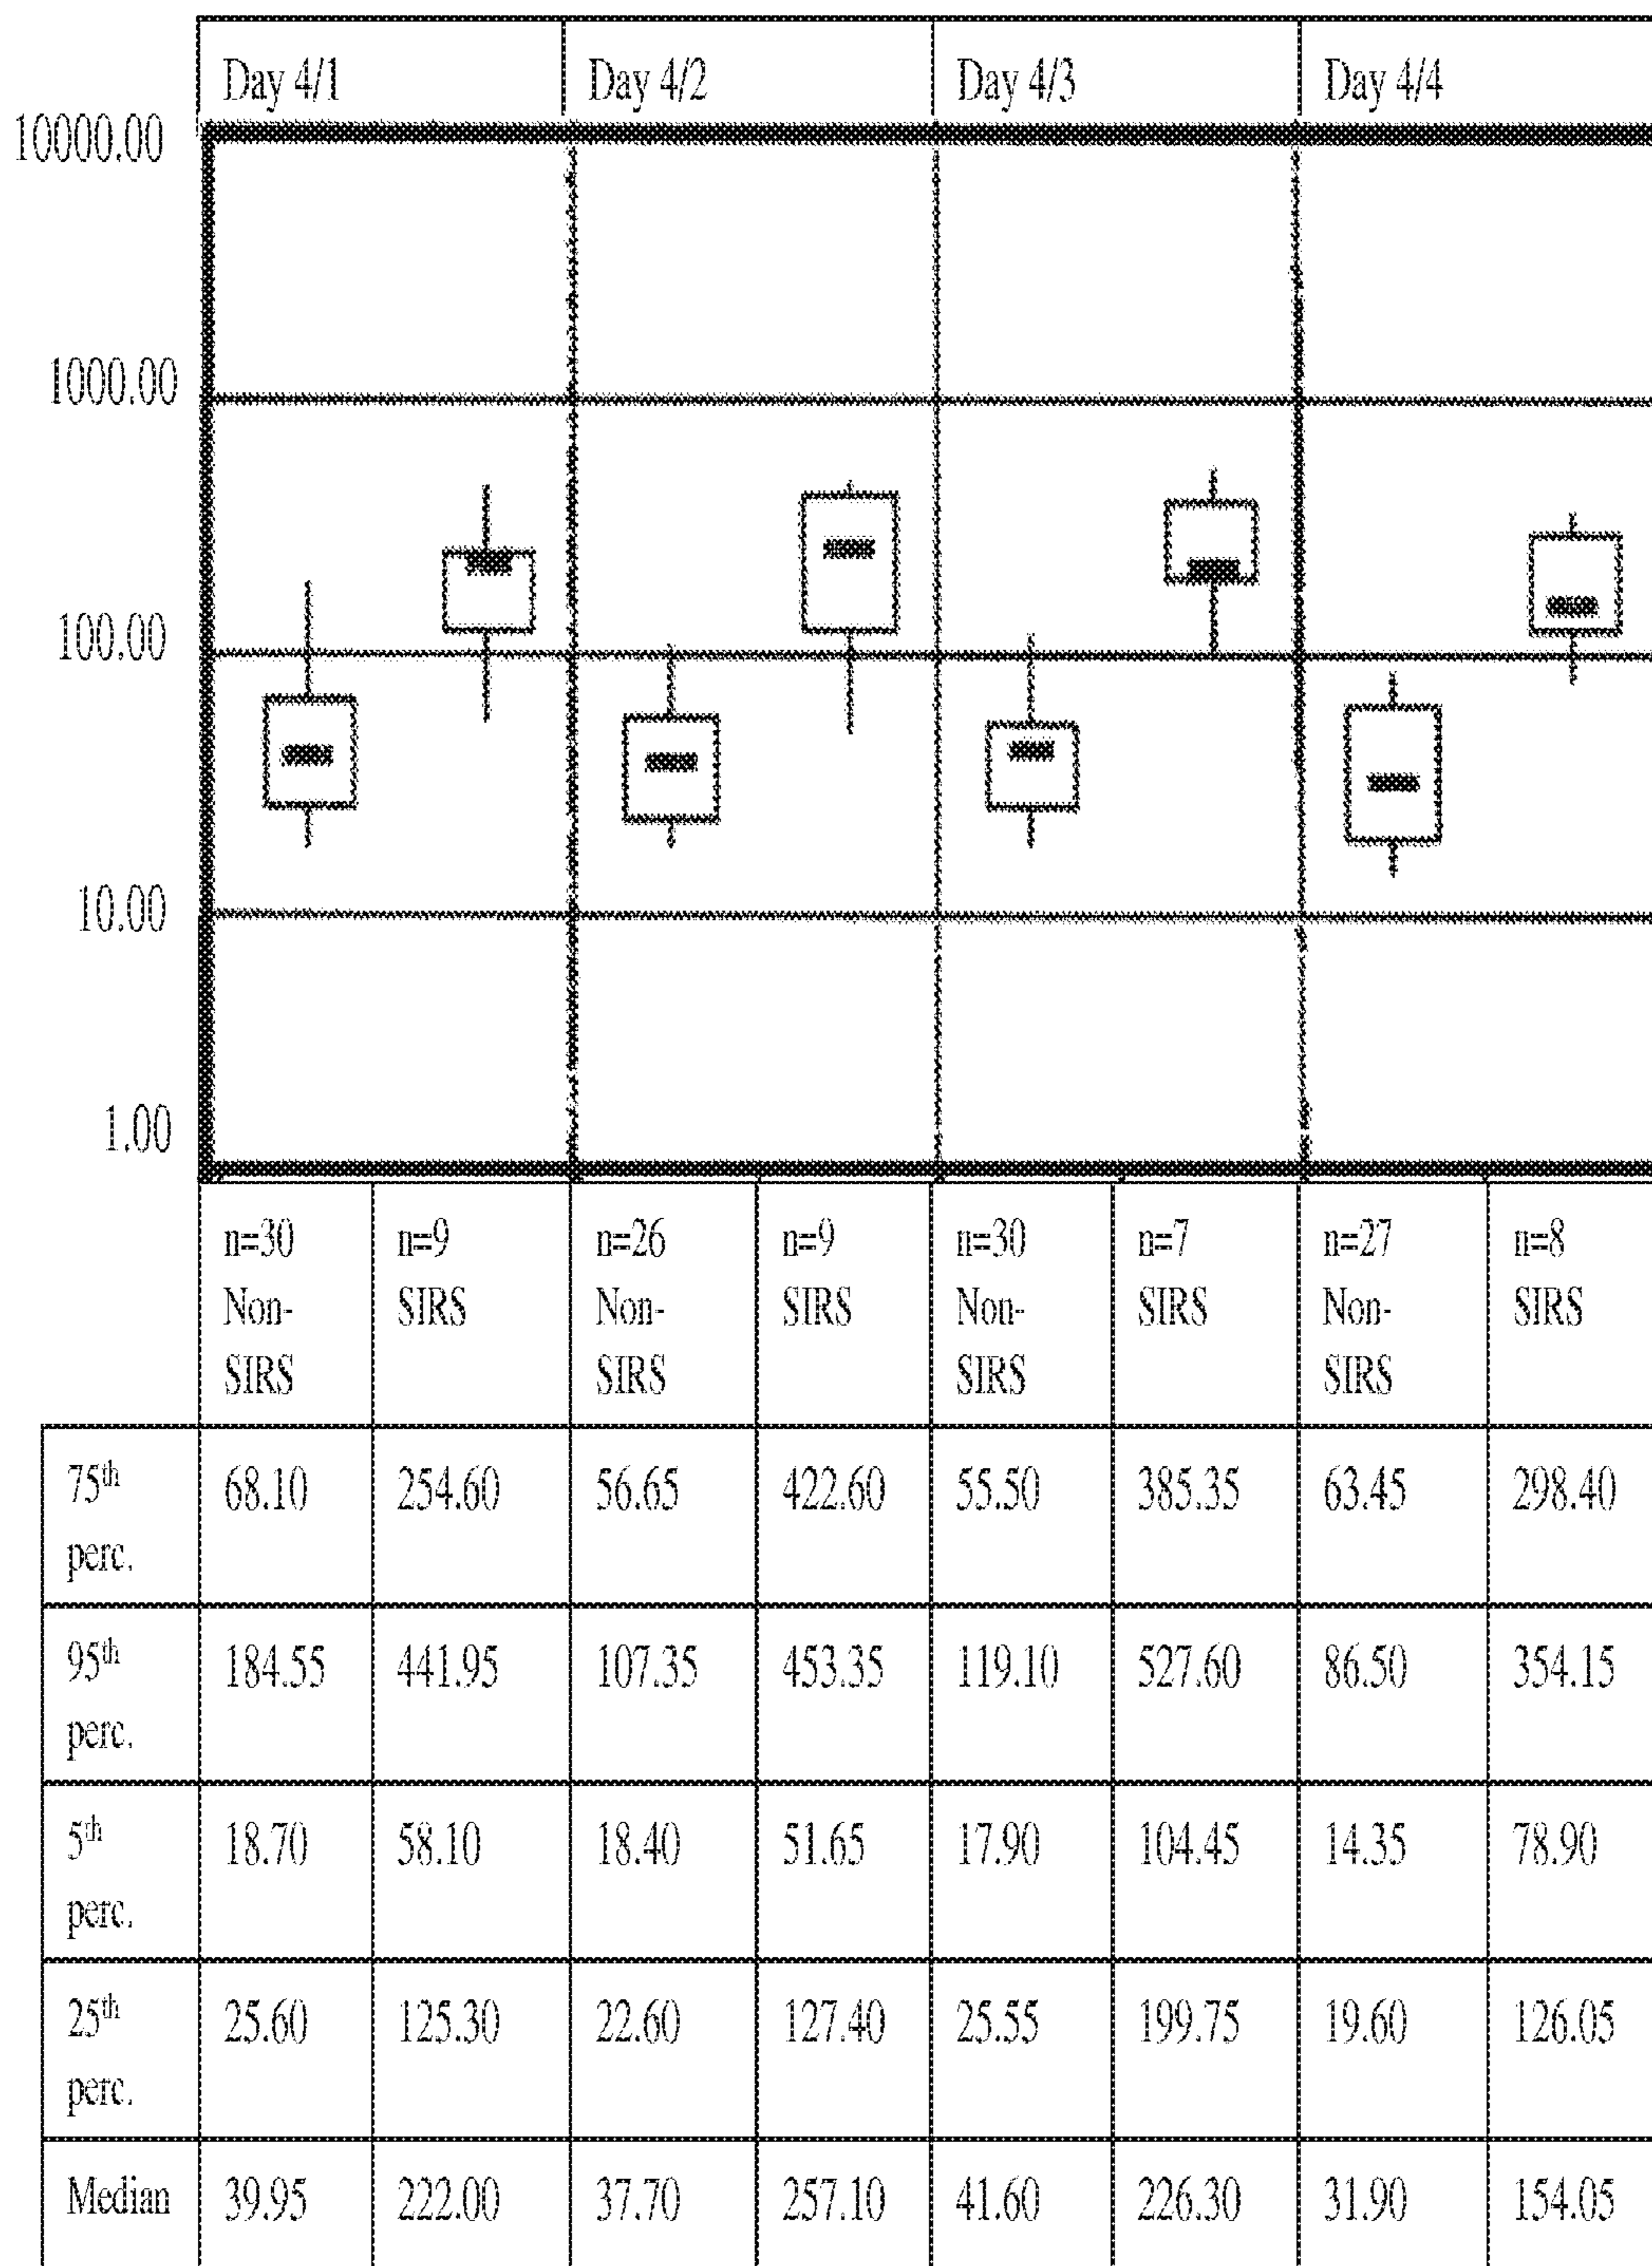 Day 4/1 Day 4/2 Day 4/3 Day 4/4
10000.00
1000.00
100.00
10.00
1.00
n=30 n=9 n=26 n=9 n=30 n=7 n=27 n=8
Non- SIRS Non- SIRS Non- SIRS Non- SIRS
SIRS SIRS SIRS SIRS
75th 68.10 254.60 56.65 422.60 55.50 385.35 63.45 298.40
perc.
95th 184.55 441.95 107.35 453.35 119.10 527.60 86.50 354.15
perc.
5th 18.70 58.10 18.40 51.65 17.90 104.45 14.35 78.90
perc.
25th 25.60 125.30 22.60 127.40 25.55 199.75 19.60 126.05
perc.
Median 39.95 222.00 37.70 257.10 41.60 226.30 31.90 154.05